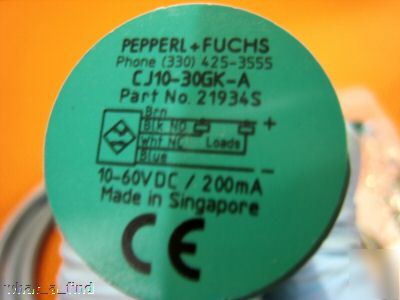 PEPPERL+FUCHS
Phone (330) 425-3555
CJ10-30GK-A
Part No. 21934S
Brn
+
Blk NO
Wht NC Loads
Blue
-
10-60VDC / 200mA
Made in Singapore
CE
what_a_find